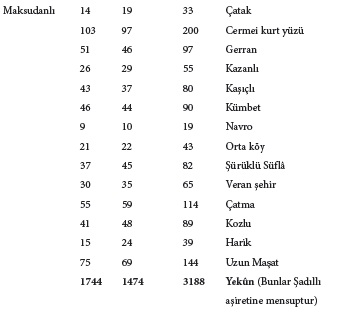 Maksudanlı 14 19 33 Çatak
103 97 200 Cermei kurt yüzü
51 46 97 Gerran
26 29 55 Kazanlı
43 37 80 Kaşıçlı
46 44 90 Kümbet
9 10 19 Navro
21 22 43 Orta köy
37 45 82 Şürüklü Süflâ
30 35 65 Veran şehir
55 59 114 Çatma
41 48 89 Kozlu
15 24 39 Harik
75 69 144 Uzun Maşat
1744 1474 3188 Yekûn (Bunlar Şadıllı
aşiretine mensuptur)